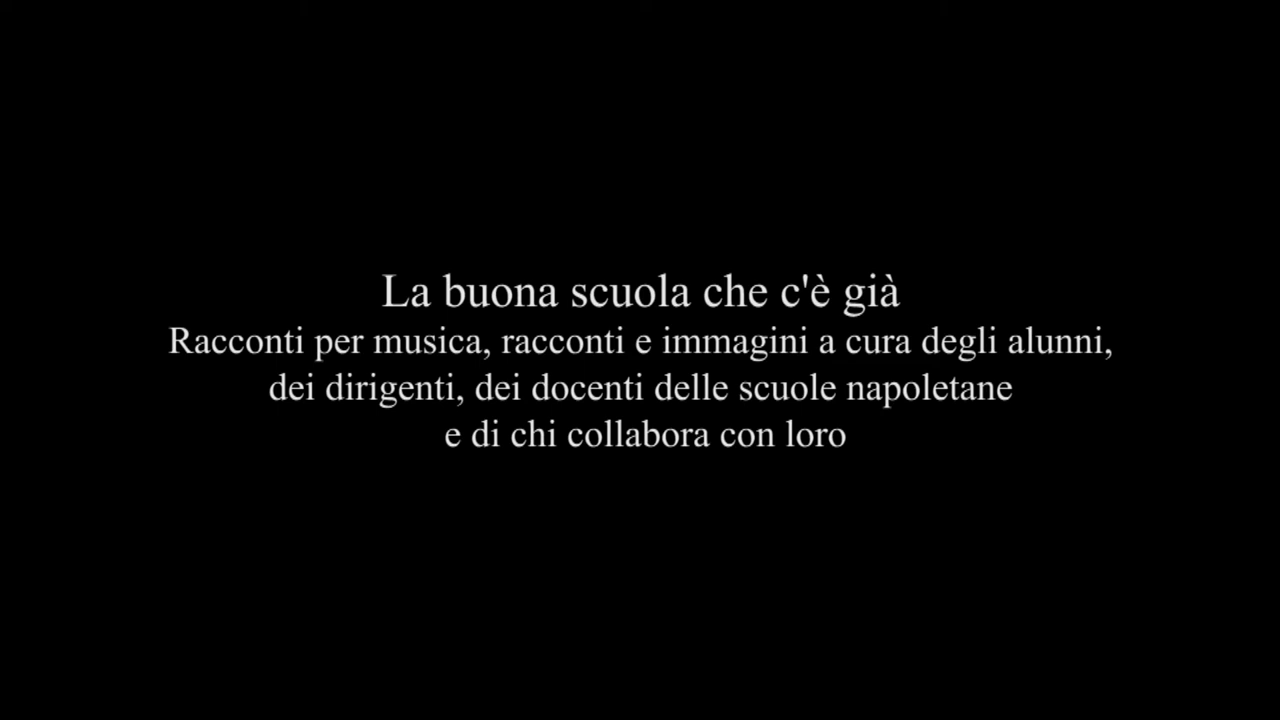 La buona scuola che c'è già
Racconti per musica, racconti e immagini a cura degli alunni,
dei dirigenti, dei docenti delle scuole napoletane
e di chi collabora con loro